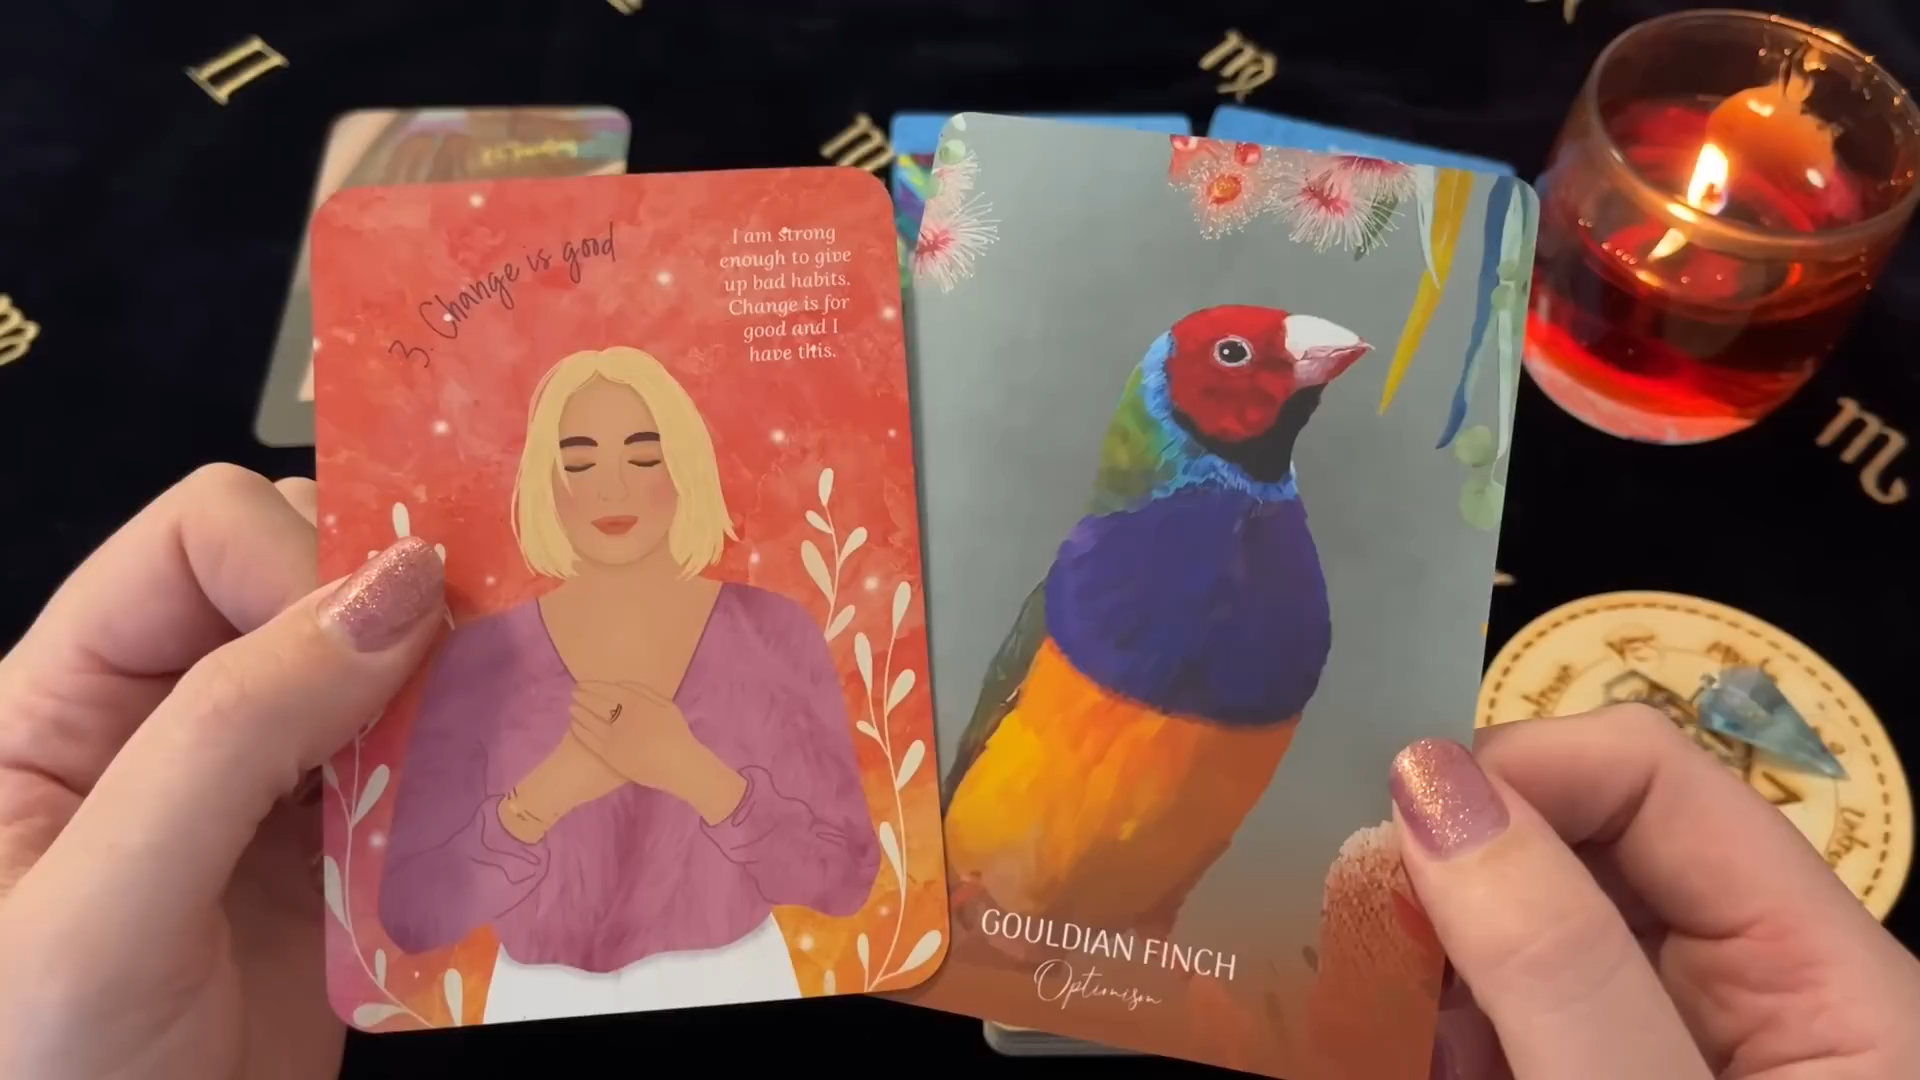 3. Change is good
I am strong
enough to give
up bad habits.
Change is for
good and I
have this.
GOULDIAN FINCH
Optimism